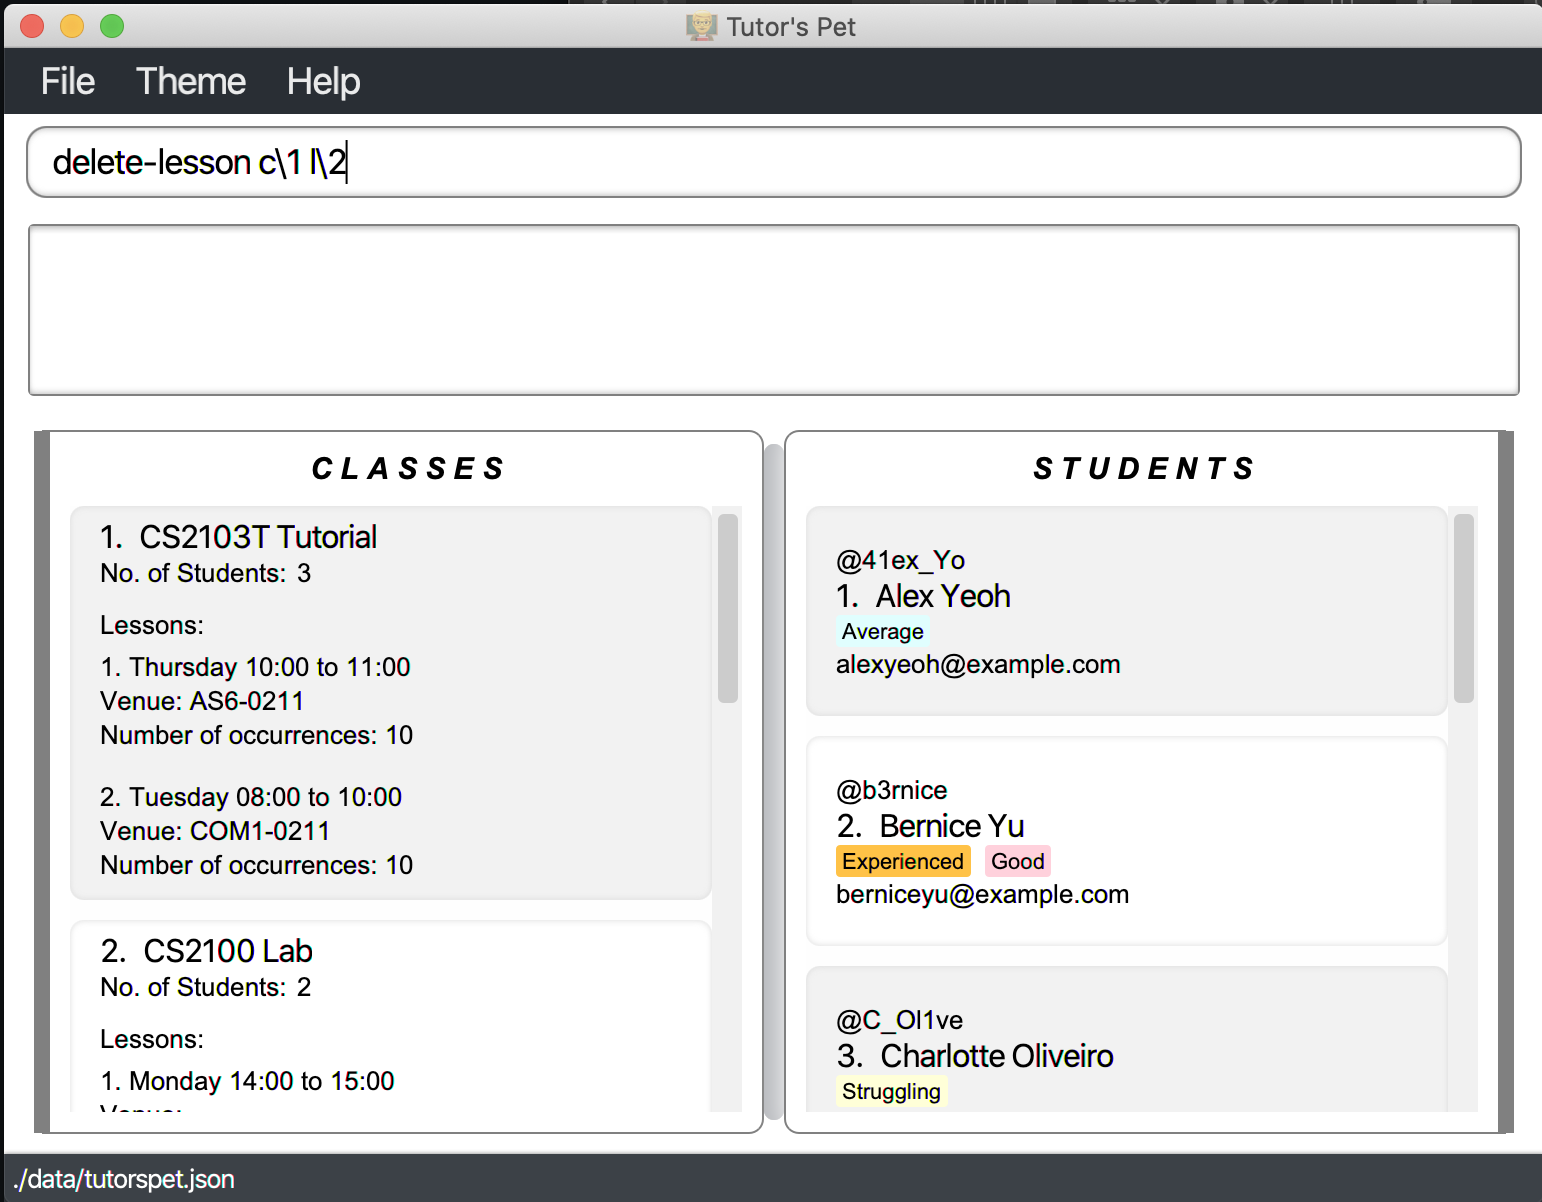 Tutor's Pet
File Theme Help
delete-lesson c\1 l\2
CLASSES
1. CS2103T Tutorial
No. of Students: 3
Lessons:
1. Thursday 10:00 to 11:00
Venue: AS6-0211
Number of occurrences: 10
2. Tuesday 08:00 to 10:00
Venue: COM1-0211
Number of occurrences: 10
2. CS2100 Lab
No. of Students: 2
Lessons:
1. Monday 14:00 to 15:00
STUDENTS
@41ex_Yo
1. Alex Yeoh
Average
alexyeoh@example.com
@b3rnice
2. Bernice Yu
Experienced Good
berniceyu@example.com
@C_Ol1ve
3. Charlotte Oliveiro
Struggling
./data/tutorspet.json